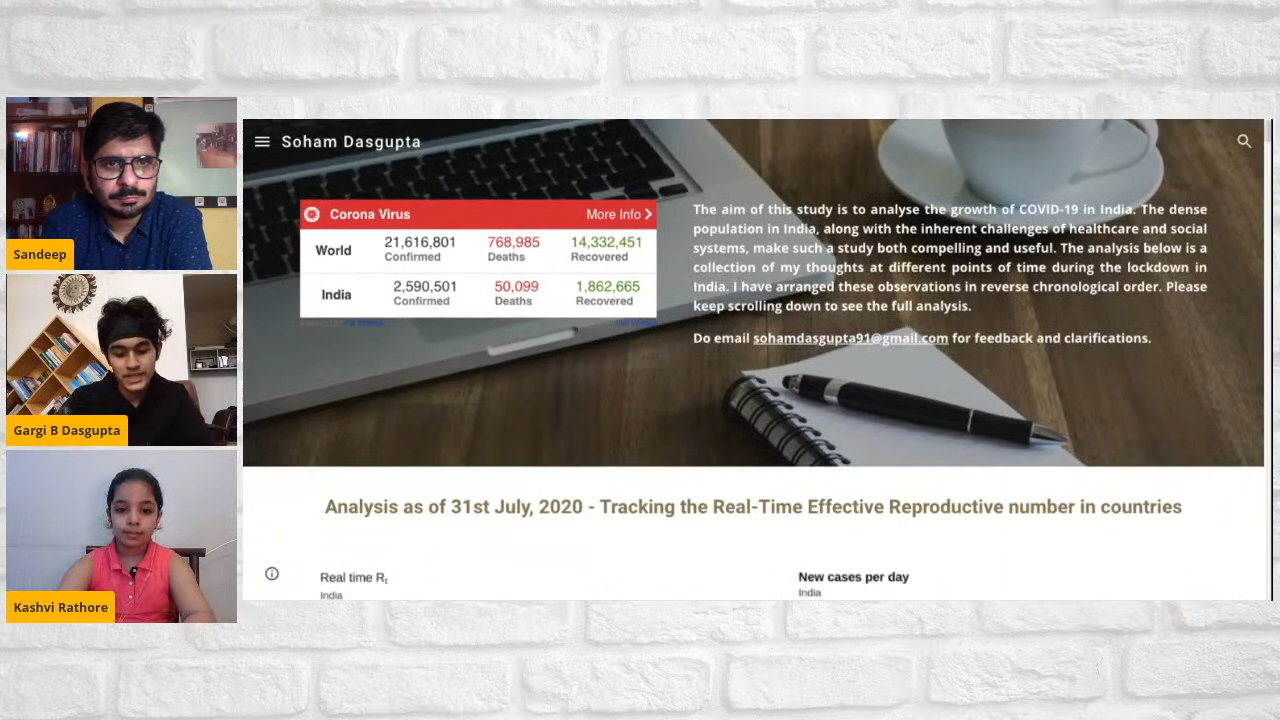 Sandeep
Gargi B Dasgupta
Kashvi Rathore
Soham Dasgupta
Corona Virus More Info
World 21,616,801 768,985 14,332,451
Confirmed Deaths Recovered
India 2,590,501 50,099 1,862,665
Confirmed Deaths Recovered
The aim of this study is to analyse the growth of COVID-19 in India. The dense
population in India, along with the inherent challenges of healthcare and social
systems, make such a study both compelling and useful. The analysis below is a
collection of my thoughts at different points of time during the lockdown in
India. I have arranged these observations in reverse chronological order. Please
keep scrolling down to see the full analysis.
Do email sohamdasgupta91@gmail.com for feedback and clarifications.
Analysis as of 31st July, 2020 - Tracking the Real-Time Effective Reproductive number in countries
Real time Rt
India
New cases per day
India